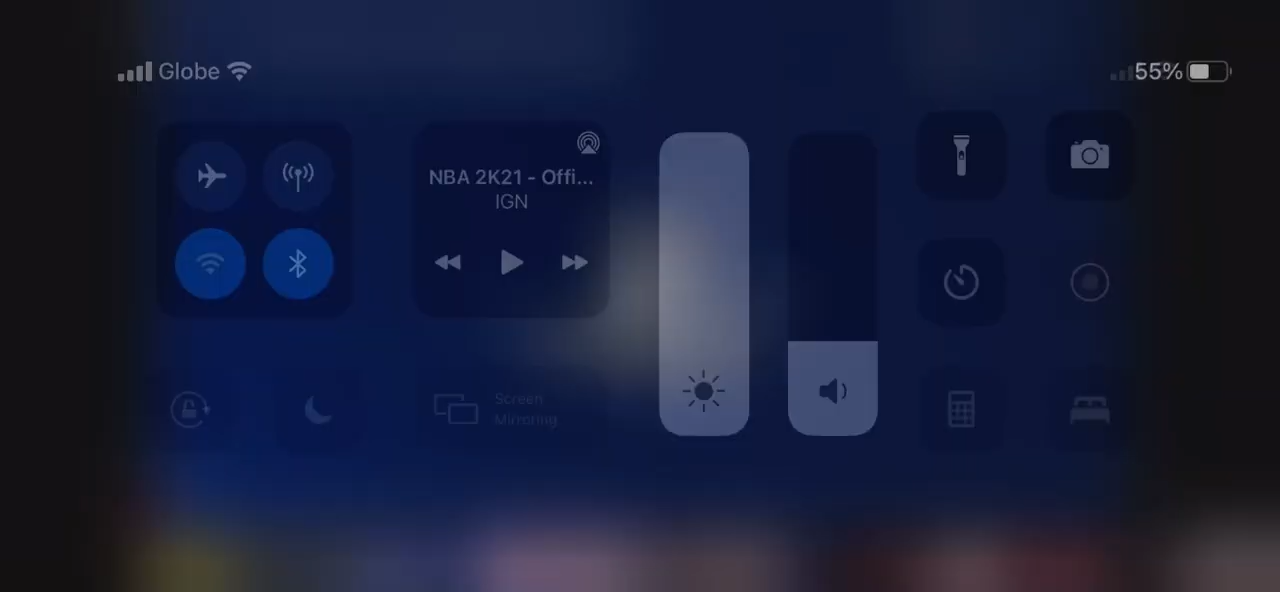 Globe
55%
NBA 2K21 - Offi...
IGN
Screen
Mirroring